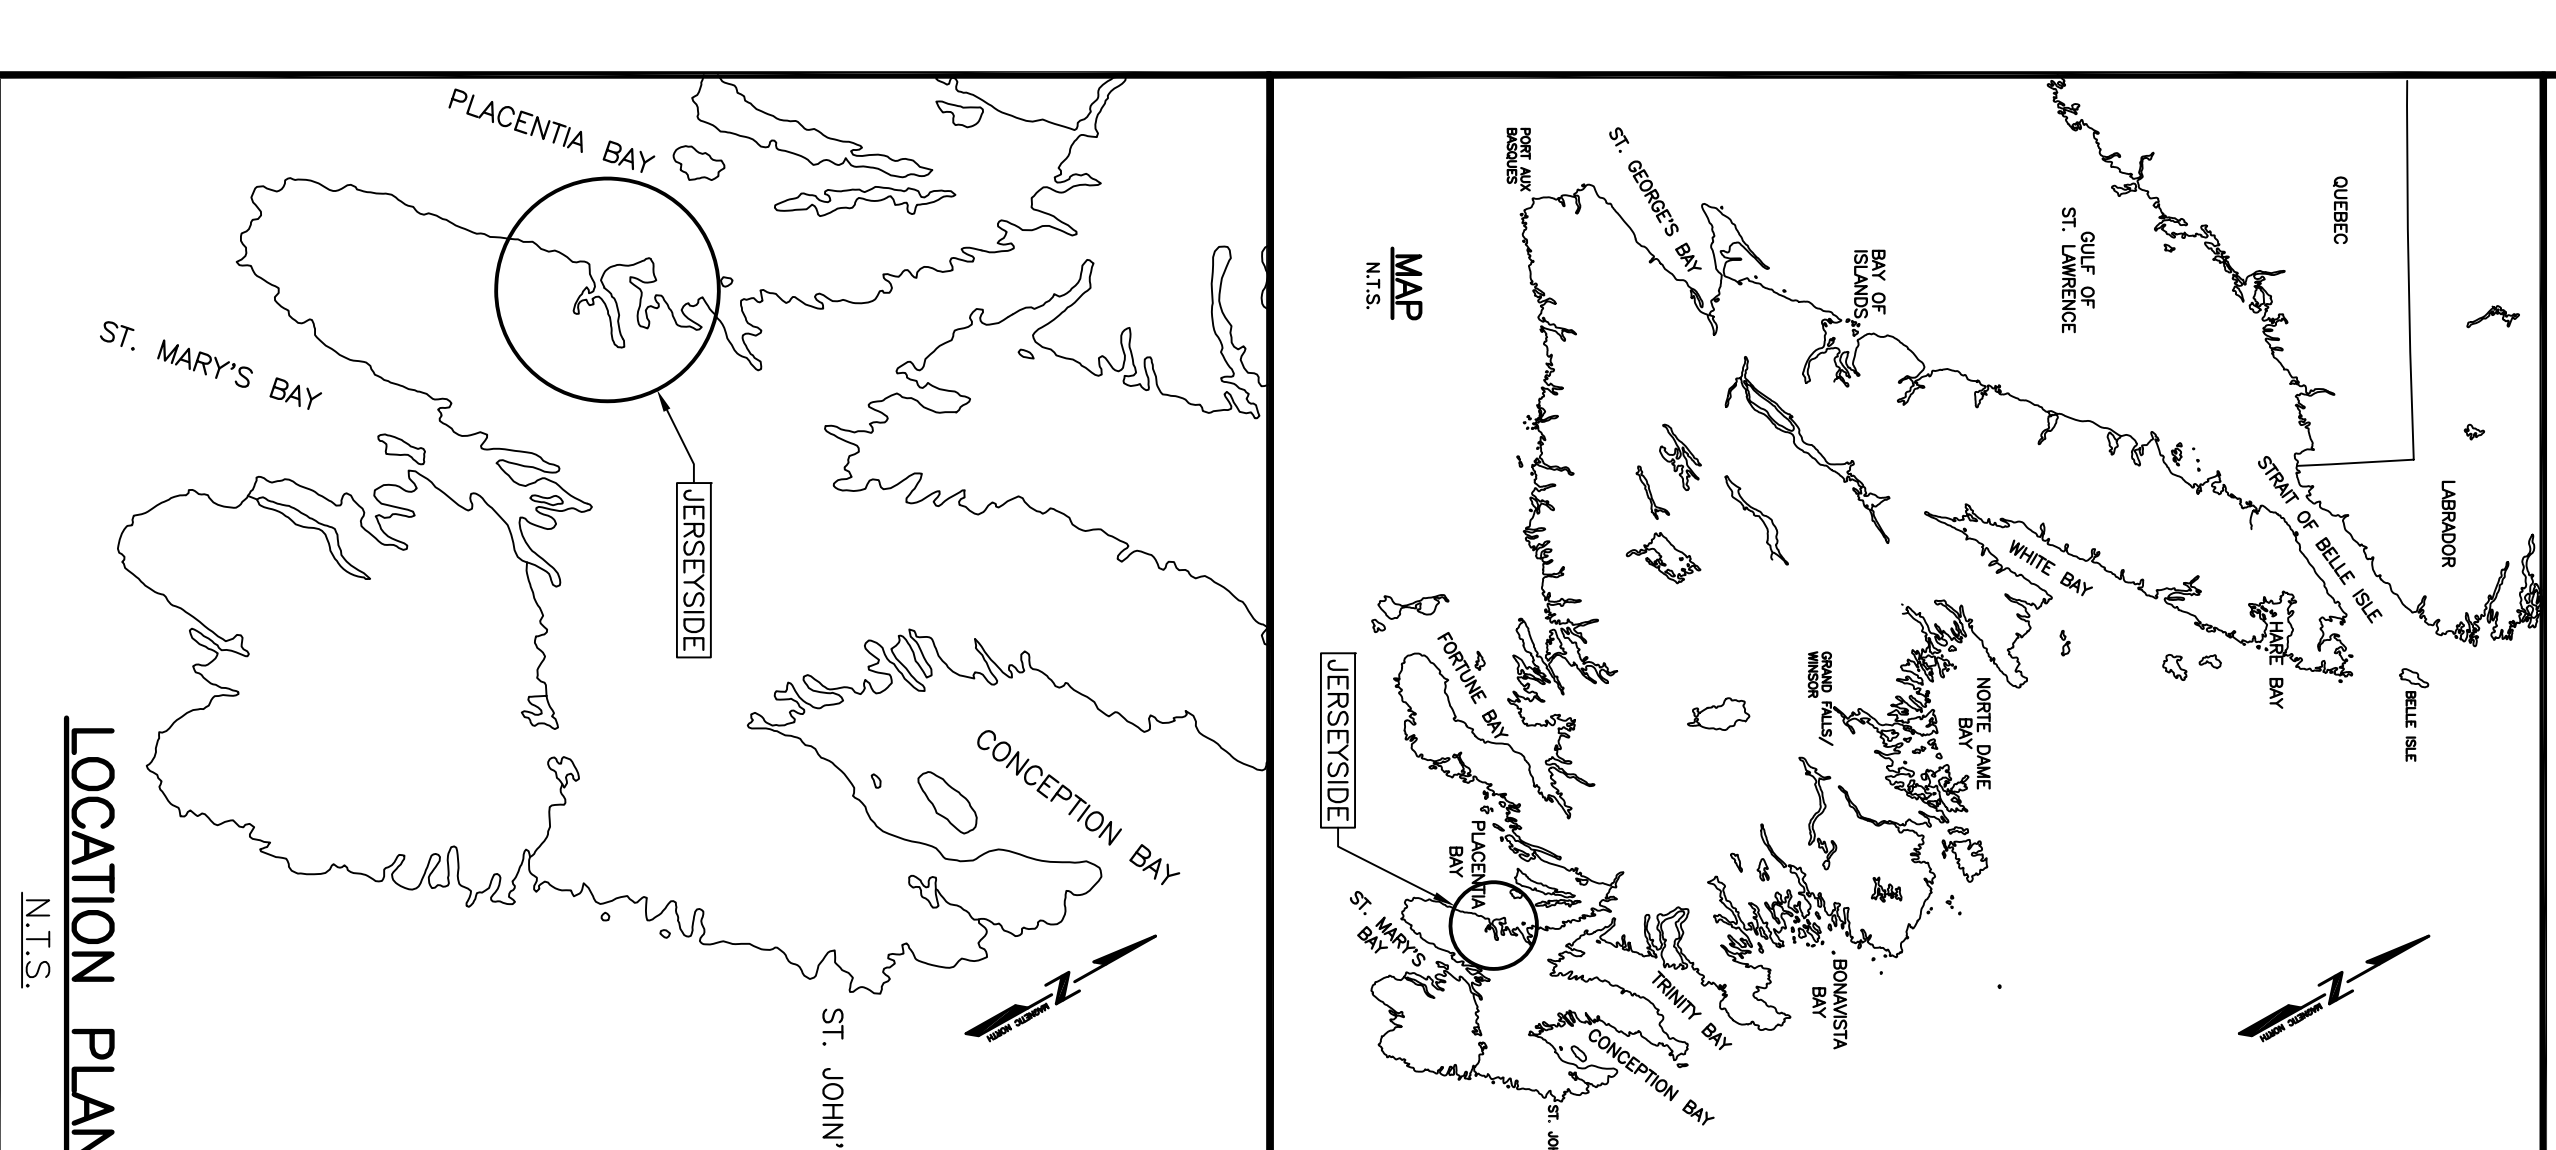 QUEBEC
LABRADOR
GULF OF
ST. LAWRENCE
STRAIT OF BELLE ISLE
BELLE ISLE
HARE BAY
WHITE BAY
BAY OF
ISLANDS
ST. GEORGE'S BAY
PORT AUX
BASQUES
NORTE DAME
BAY
GRAND FALLS/
WINSOR
FORTUNE BAY
PLACENTIA
BAY
ST. MARY'S
BAY
BONAVISTA
BAY
TRINITY BAY
CONCEPTION BAY
JERSEYSIDE
MAGNETIC NORTH
N
MAP
N.T.S.
PLACENTIA BAY
ST. MARY'S BAY
JERSEYSIDE
CONCEPTION BAY
ST. JOHN'
MAGNETIC NORTH
N
LOCATION PLAN
N.T.S.